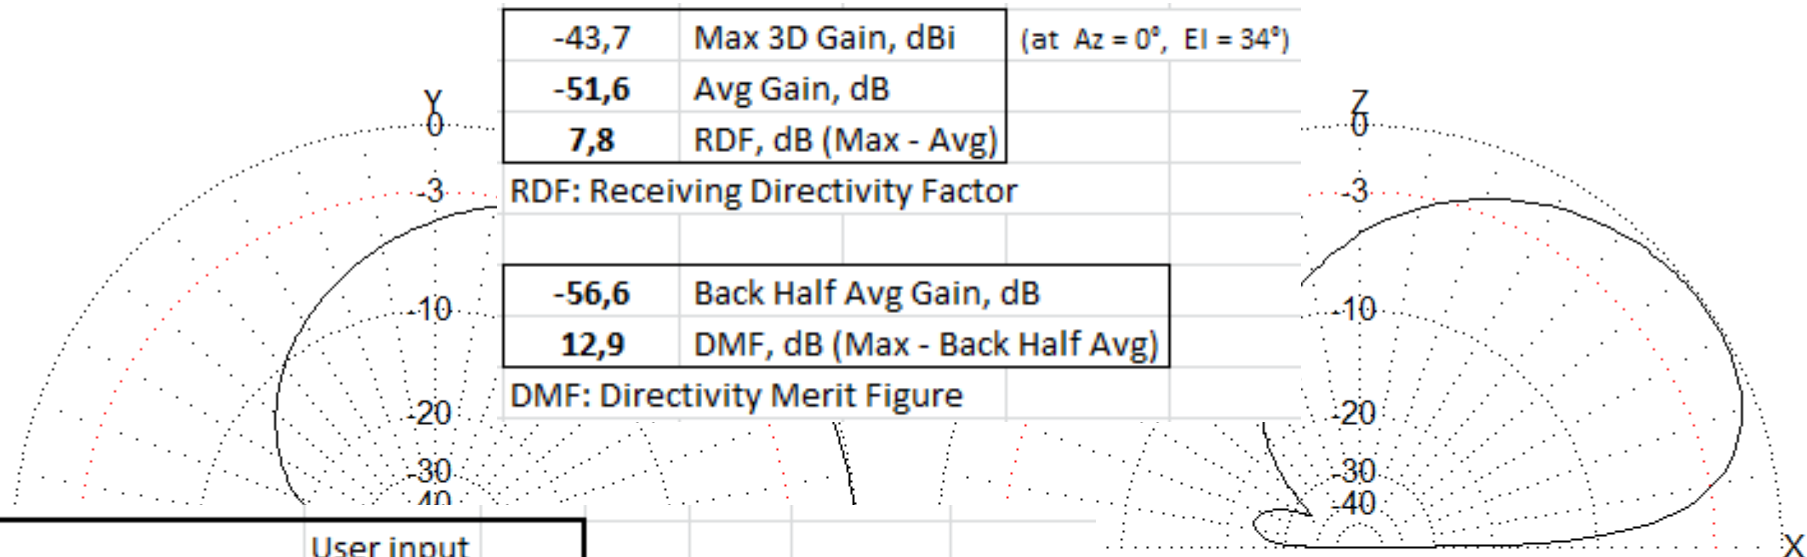 -43,7 Max 3D Gain, dBi (at Az = 0°, El = 34°)
-51,6 Avg Gain, dB
7,8 RDF, dB (Max - Avg)
RDF: Receiving Directivity Factor
-56,6 Back Half Avg Gain, dB
12,9 DMF, dB (Max - Back Half Avg)
DMF: Directivity Merit Figure
Y
0
-3
-10
-20
-30
-40
Z
0
-3
-10
-20
-30
-40
X
User input